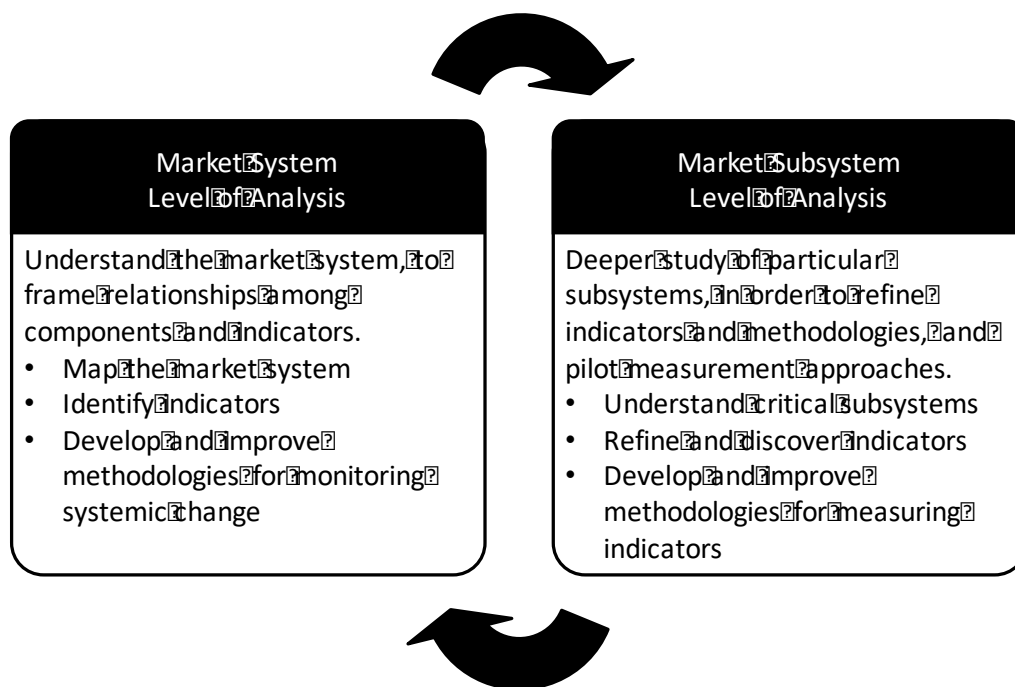 Market System
Level of Analysis
Understand the market system, to
frame relationships among
components and indicators.
• Map the market system
• Identify indicators
• Develop and improve
methodologies for monitoring
systemic change
Market Subsystem
Level of Analysis
Deeper study of particular
subsystems, in order to refine
indicators and methodologies, and
pilot measurement approaches.
• Understand critical subsystems
• Refine and discover indicators
• Develop and improve
methodologies for measuring
indicators